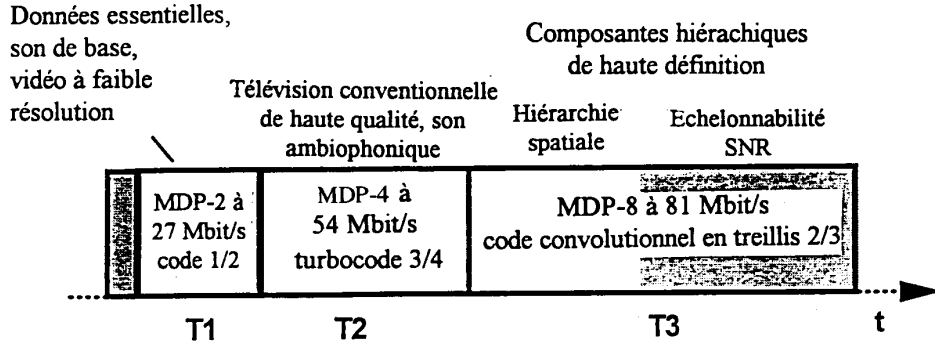 Données essentielles,
son de base,
vidéo à faible
résolution
Télévision conventionnelle
de haute qualité, son
ambiophonique
Composantes hiérachiques
de haute définition
Hiérarchie
spatiale
Echelonnabilité
SNR
MDP-2 à
27 Mbit/s
code 1/2
MDP-4 à
54 Mbit/s
turbocode 3/4
MDP-8 à 81 Mbit/s
code convolutionnel en treillis 2/3
T1
T2
T3
t